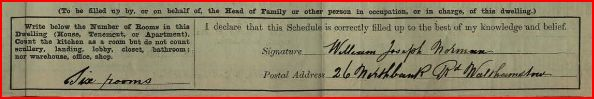 (To be filled up by, or on behalf of, the Head of Family or other person in occupation, or in charge, of this dwelling.)
Write below the Number of Rooms in this
Dwelling (House, Tenement, or Apartment).
Count the kitchen as a room but do not count
scullery, landing, lobby, closet, bathroom;
nor warehouse, office, shop.
Six rooms
I declare that this Schedule is correctly filled up to the best of my knowledge and belief.
Signature William Joseph Norman
Postal Address 26 Northbank Rd Walthamstow